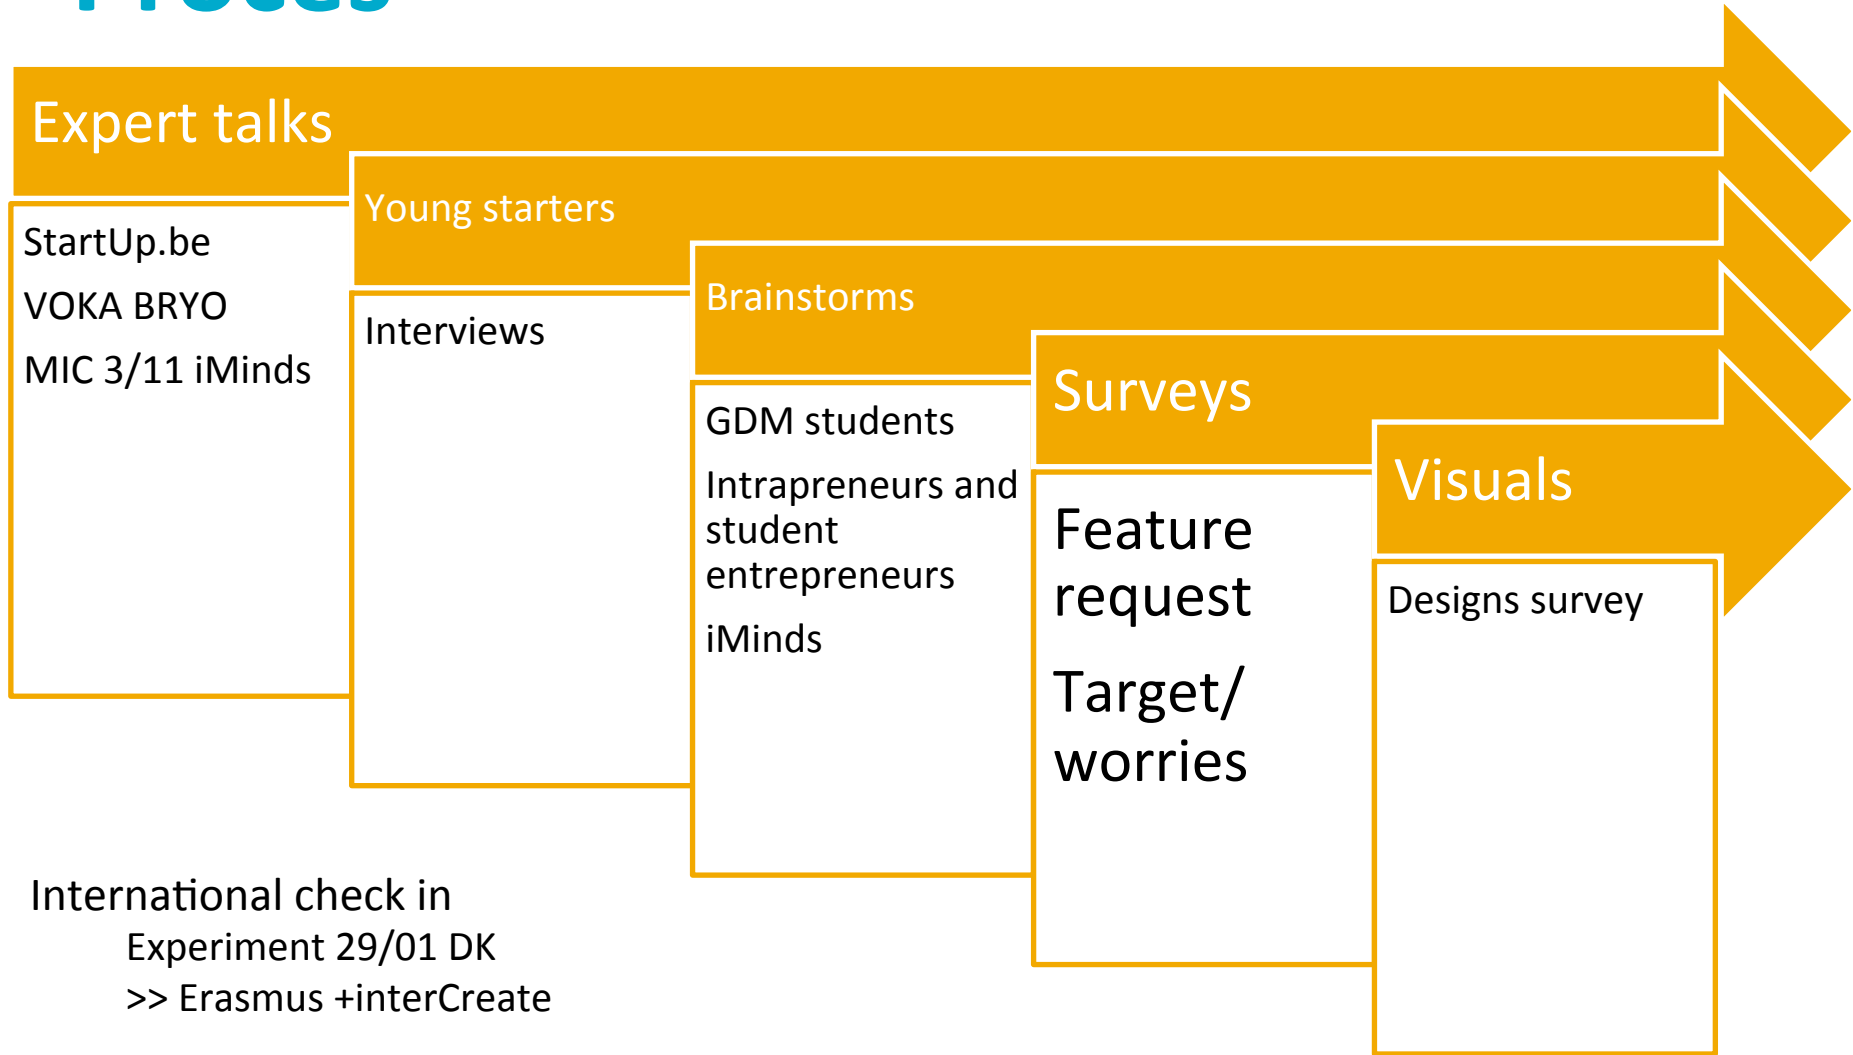 Proces
Expert talks
StartUp.be
VOKA BRYO
MIC 3/11 iMinds
Young starters
Interviews
Brainstorms
GDM students
Intrapreneurs and
student
entrepreneurs
iMinds
Surveys
Feature
request
Target/
worries
Visuals
Designs survey
International check in
Experiment 29/01 DK
>> Erasmus +interCreate